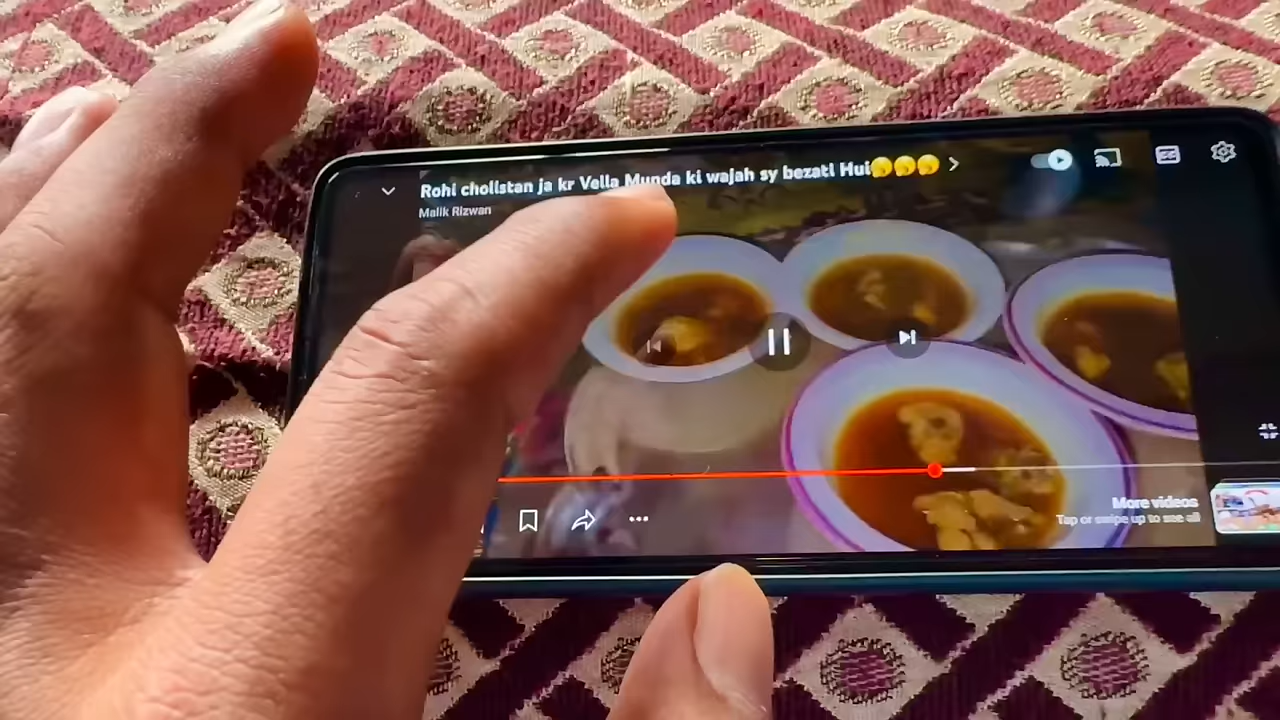 Rohi cholistan ja kr Vella Munda ki wajah sy bezati Hui🫣🫣🫣
Malik Rizwan
More videos
Tap or swipe up to see all